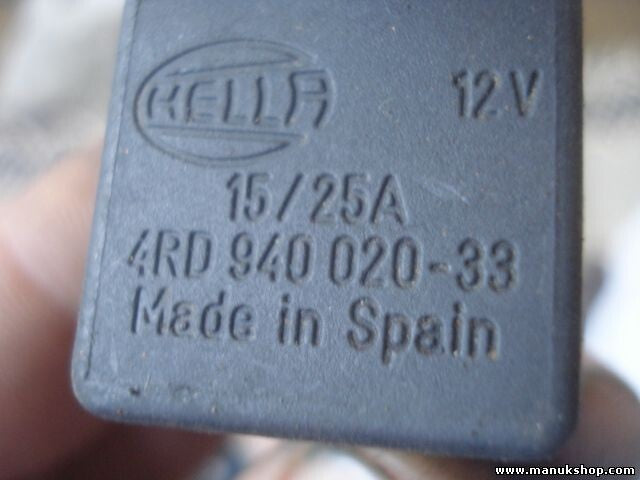 HELLA 12V
15/25A
4RD 940 020-33
Made in Spain
www.manukshop.com